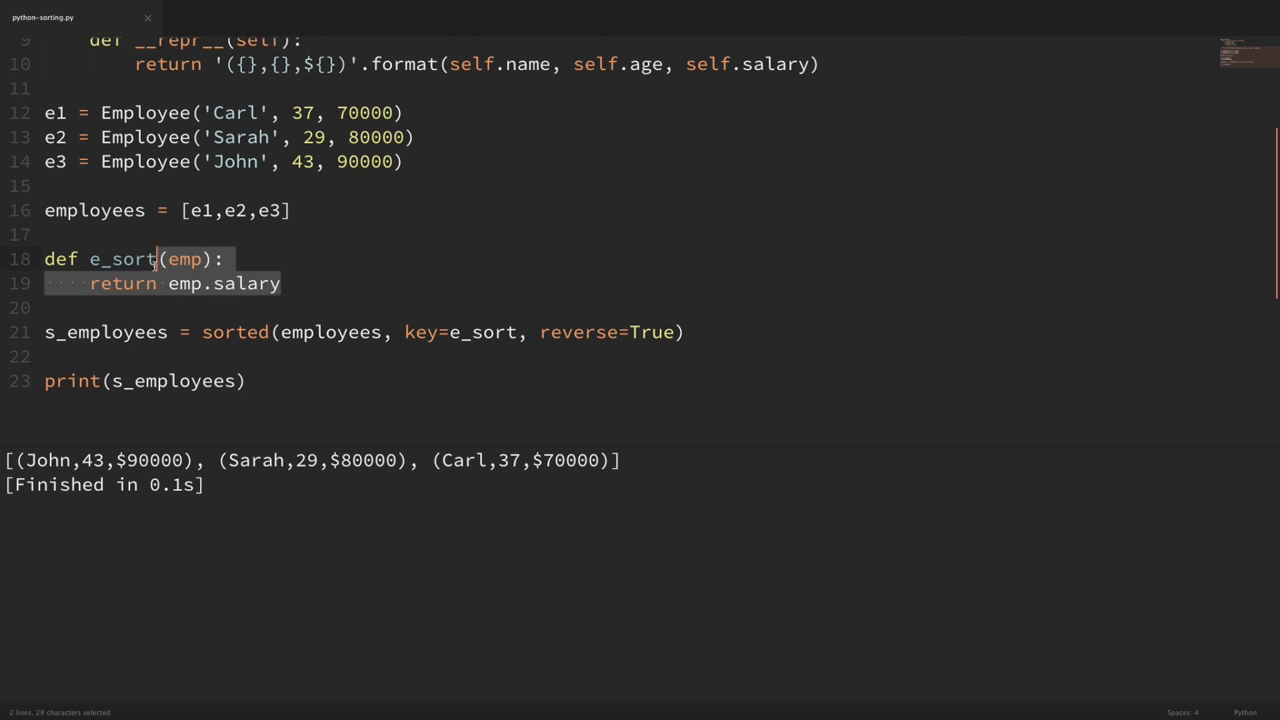 python-sorting.py ×
9 def __repr__(self):
10 return '({},{},${})'.format(self.name, self.age, self.salary)
11
12 e1 = Employee('Carl', 37, 70000)
13 e2 = Employee('Sarah', 29, 80000)
14 e3 = Employee('John', 43, 90000)
15
16 employees = [e1,e2,e3]
17
18 def e_sort(emp):
19 ····return·emp.salary
20
21 s_employees = sorted(employees, key=e_sort, reverse=True)
22
23 print(s_employees)
[(John,43,$90000), (Sarah,29,$80000), (Carl,37,$70000)]
[Finished in 0.1s]
2 lines, 28 characters selected Spaces: 4 Python